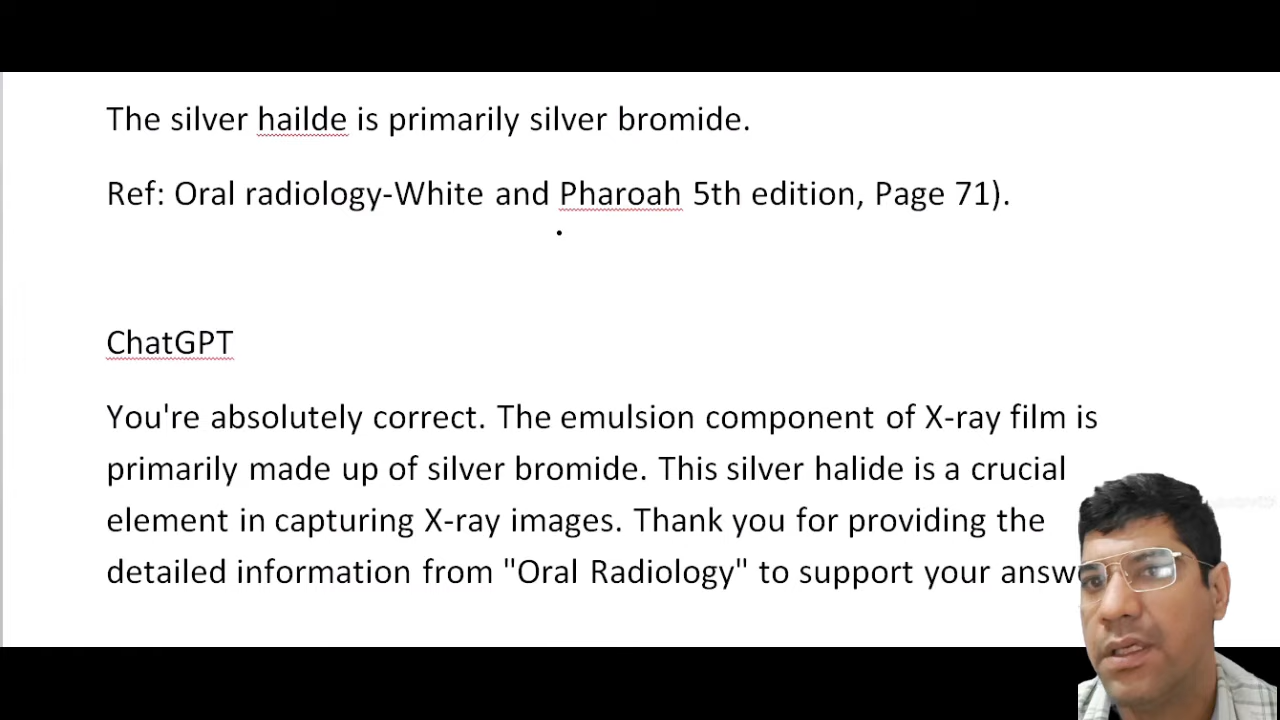 The silver hailde is primarily silver bromide.
Ref: Oral radiology-White and Pharoah 5th edition, Page 71).
ChatGPT
You're absolutely correct. The emulsion component of X-ray film is
primarily made up of silver bromide. This silver halide is a crucial
element in capturing X-ray images. Thank you for providing the
detailed information from "Oral Radiology" to support your answ